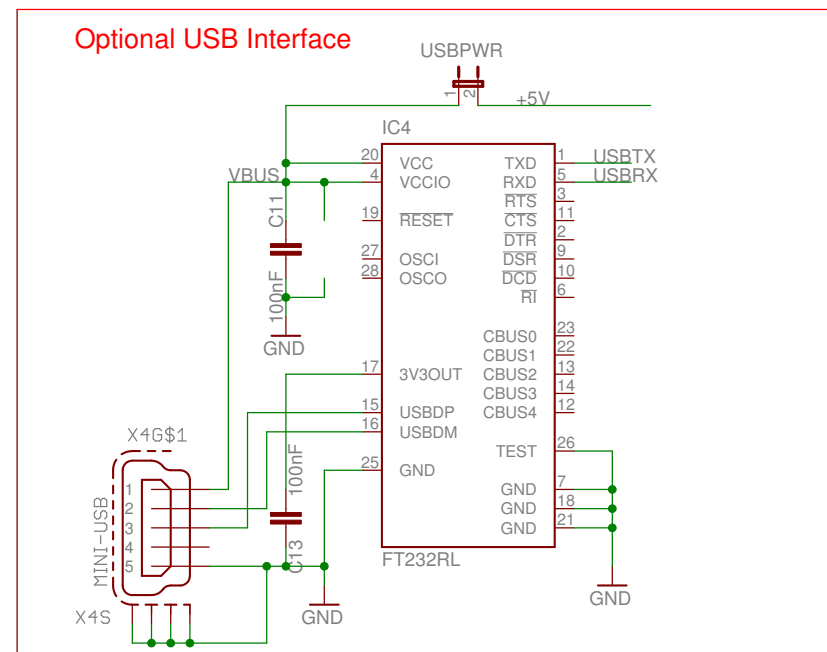 Optional USB Interface
USBPWR
1 2
+5V
IC4
20 VCC TXD 1 USBTX
VBUS 4 VCCIO RXD 5 USBRX
RTS 3
C11 19 RESET CTS 11
DTR 2
27 OSCI DSR 9
28 OSCO DCD 10
100nF RI 6
GND
CBUS0 23
CBUS1 22
17 3V3OUT CBUS2 13
CBUS3 14
15 USBDP CBUS4 12
16 USBDM
X4G$1
TEST 26
100nF 25 GND
GND 7
GND 18
GND 21
MINI-USB
1
2
3
4
5
C13
FT232RL
X4S
GND
GND